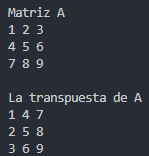 Matriz A
1 2 3
4 5 6
7 8 9
La transpuesta de A
1 4 7
2 5 8
3 6 9